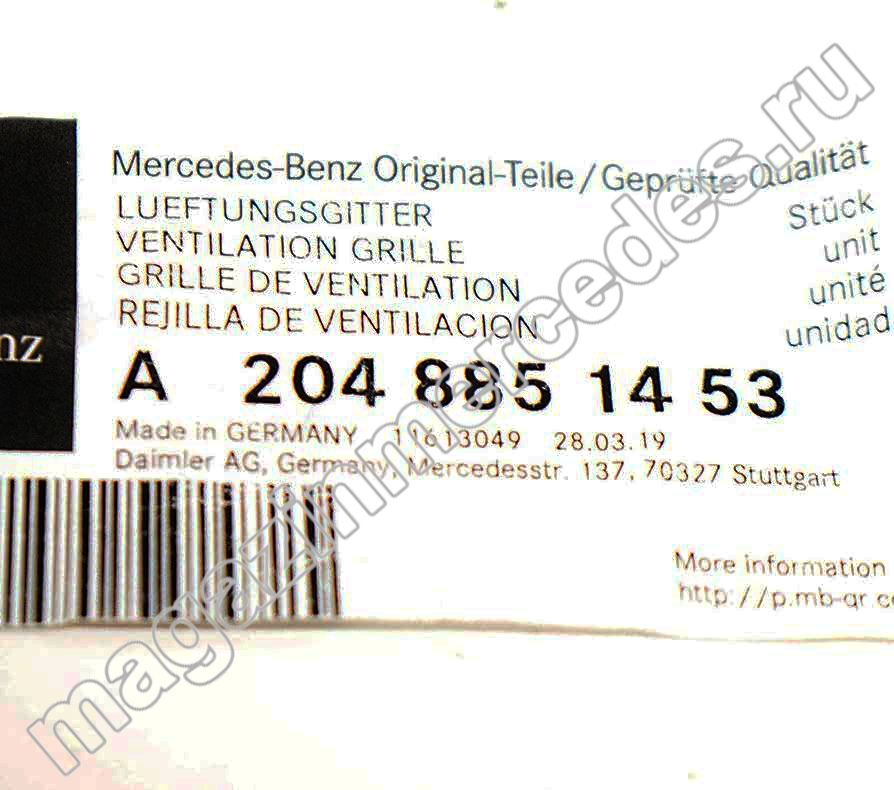 Mercedes-Benz Original-Teile/Geprüfte Qualität
LUEFTUNGSGITTER
VENTILATION GRILLE
GRILLE DE VENTILATION
REJILLA DE VENTILACION
Stück
unit
unité
unidad
nz
A 204 885 14 53
Made in GERMANY 11613049 28.03.19
Daimler AG, Germany, Mercedesstr. 137, 70327 Stuttgart
More information
http://p.mb-qr.c
magazinmercedes.ru